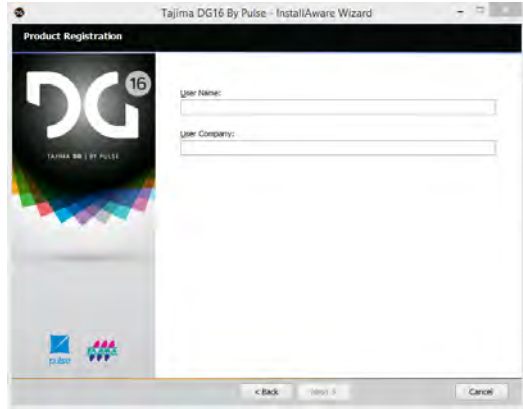 Tajima DG16 By Pulse - InstallAware Wizard
Product Registration
DG 16
TAJIMA DG | BY PULSE
User Name:
User Company:
pulse
TAJIMA
< Back
Next >
Cancel